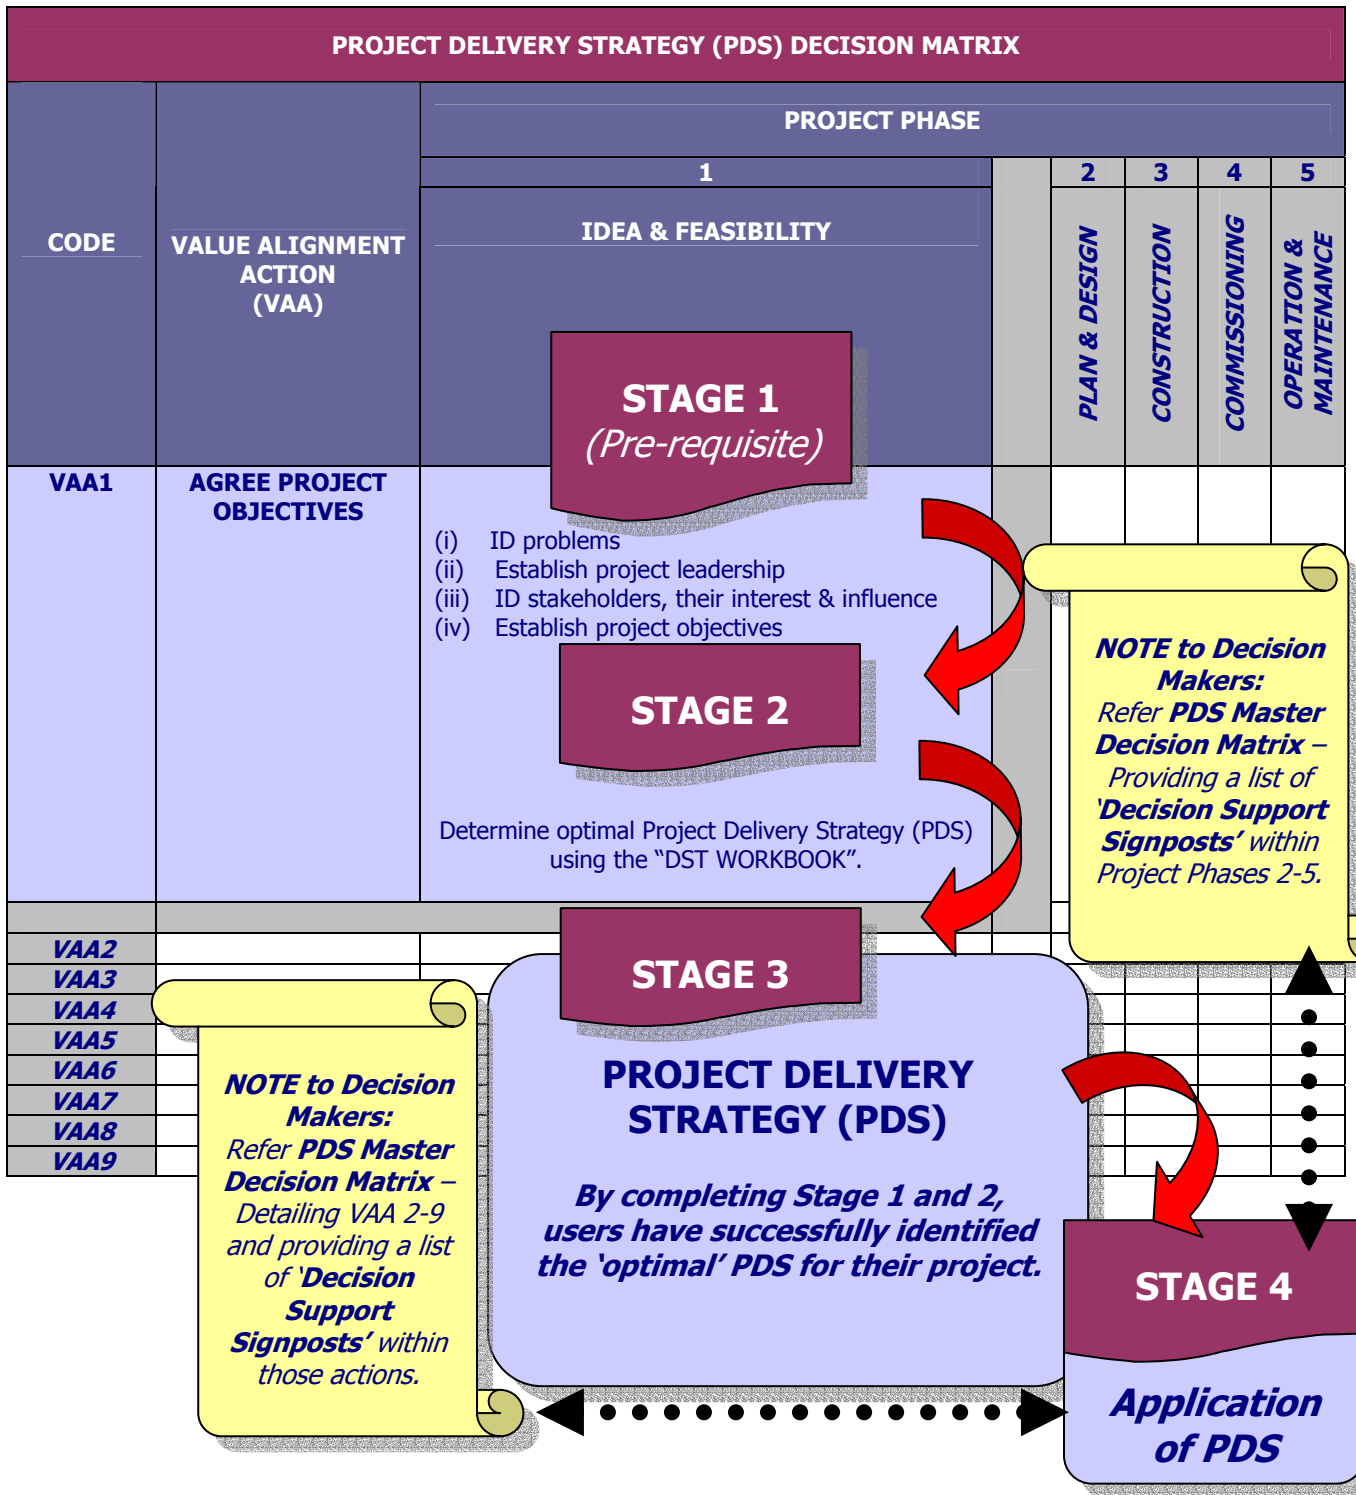 PROJECT DELIVERY STRATEGY (PDS) DECISION MATRIX
CODE
VALUE ALIGNMENT
ACTION
(VAA)
PROJECT PHASE
1
IDEA & FEASIBILITY
2
3
4
5
PLAN & DESIGN
CONSTRUCTION
COMMISSIONING
OPERATION &
MAINTENANCE
STAGE 1
(Pre-requisite)
VAA1
AGREE PROJECT
OBJECTIVES
(i) ID problems
(ii) Establish project leadership
(iii) ID stakeholders, their interest & influence
(iv) Establish project objectives
STAGE 2
Determine optimal Project Delivery Strategy (PDS)
using the “DST WORKBOOK”.
NOTE to Decision
Makers:
Refer PDS Master
Decision Matrix –
Providing a list of
‘Decision Support
Signposts’ within
Project Phases 2-5.
VAA2
VAA3
VAA4
VAA5
VAA6
VAA7
VAA8
VAA9
NOTE to Decision
Makers:
Refer PDS Master
Decision Matrix –
Detailing VAA 2-9
and providing a list
of ‘Decision
Support
Signposts’ within
those actions.
STAGE 3
PROJECT DELIVERY
STRATEGY (PDS)
By completing Stage 1 and 2,
users have successfully identified
the ‘optimal’ PDS for their project.
STAGE 4
Application
of PDS